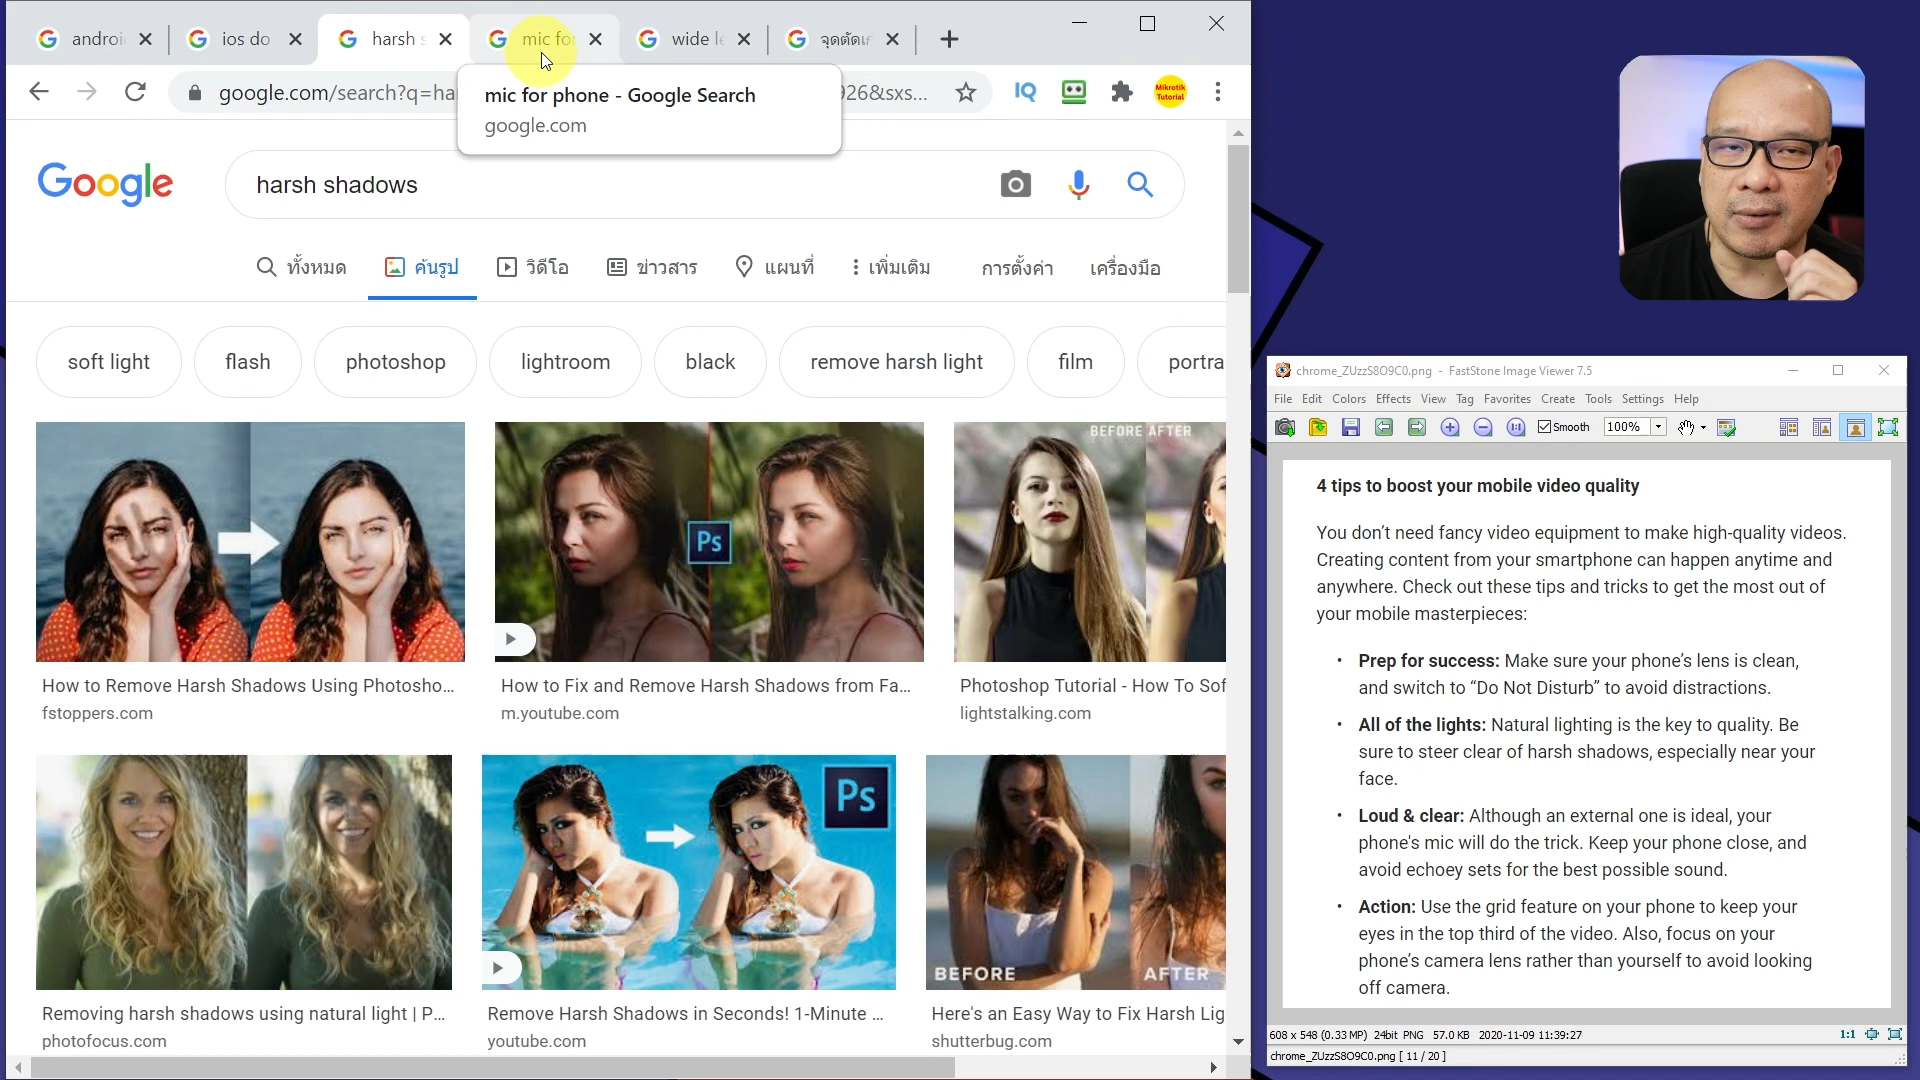 androi
ios do
harsh s
mic for
wide le
จุดตัดเก้
google.com/search?q=ha
926&sxs...
IQ
Mikrotik
Tutorial
mic for phone - Google Search
google.com
Google
harsh shadows
ทั้งหมด
ค้นรูป
วิดีโอ
ข่าวสาร
แผนที่
เพิ่มเติม
การตั้งค่า
เครื่องมือ
soft light
flash
photoshop
lightroom
black
remove harsh light
film
portra
Ps
BEFORE AFTER
How to Remove Harsh Shadows Using Photosho...
fstoppers.com
How to Fix and Remove Harsh Shadows from Fa...
m.youtube.com
Photoshop Tutorial - How To Sof
lightstalking.com
Ps
BEFORE
AFTER
Removing harsh shadows using natural light | P...
photofocus.com
Remove Harsh Shadows in Seconds! 1-Minute ...
youtube.com
Here's an Easy Way to Fix Harsh Lig
shutterbug.com
chrome_ZUzzS8O9C0.png - FastStone Image Viewer 7.5
File Edit Colors Effects View Tag Favorites Create Tools Settings Help
Smooth
100%
4 tips to boost your mobile video quality
You don’t need fancy video equipment to make high-quality videos.
Creating content from your smartphone can happen anytime and
anywhere. Check out these tips and tricks to get the most out of
your mobile masterpieces:
• Prep for success: Make sure your phone’s lens is clean,
and switch to “Do Not Disturb” to avoid distractions.
• All of the lights: Natural lighting is the key to quality. Be
sure to steer clear of harsh shadows, especially near your
face.
• Loud & clear: Although an external one is ideal, your
phone's mic will do the trick. Keep your phone close, and
avoid echoey sets for the best possible sound.
• Action: Use the grid feature on your phone to keep your
eyes in the top third of the video. Also, focus on your
phone’s camera lens rather than yourself to avoid looking
off camera.
608 x 548 (0.33 MP) 24bit PNG 57.0 KB 2020-11-09 11:39:27
1:1
chrome_ZUzzS8O9C0.png [ 11 / 20 ]